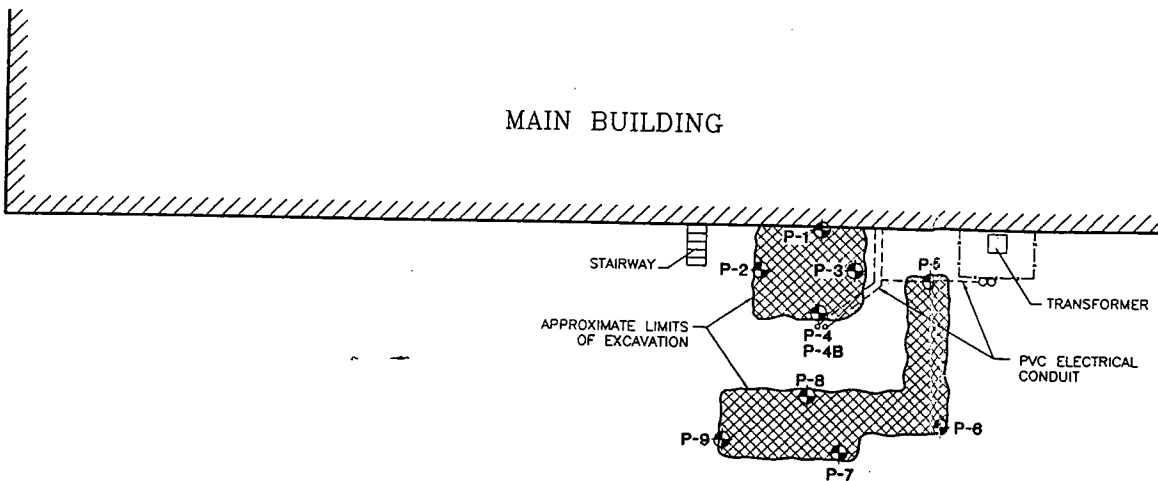 MAIN BUILDING
P-1
STAIRWAY
P-2
P-3
P-5
TRANSFORMER
APPROXIMATE LIMITS
OF EXCAVATION
P-4
P-4B
PVC ELECTRICAL
CONDUIT
P-8
P-9
P-6
P-7